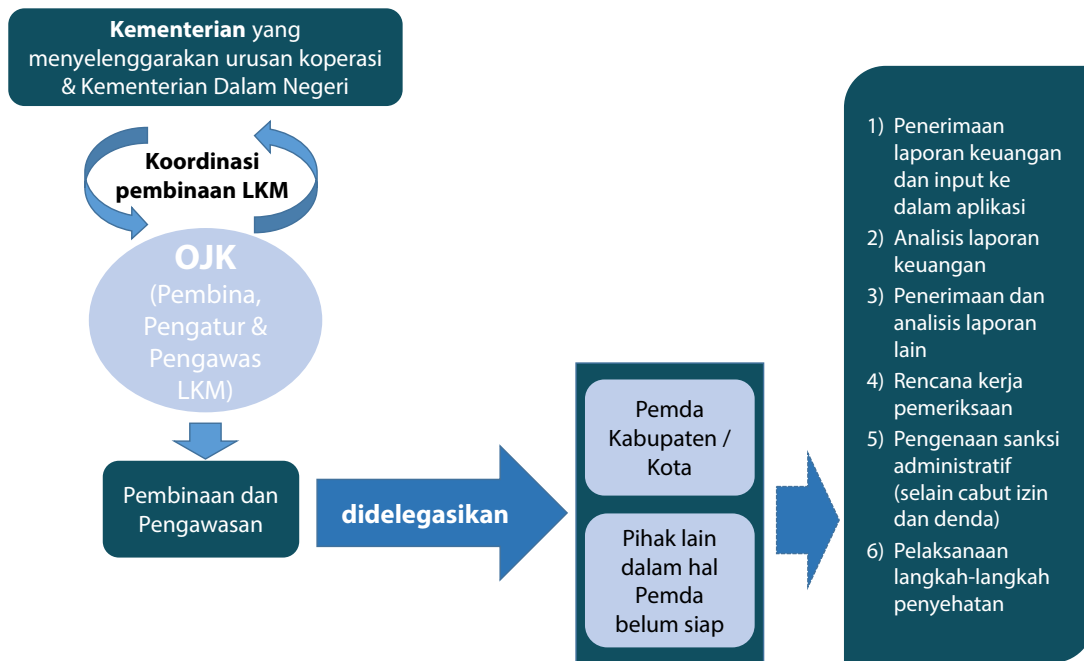 Kementerian yang
menyelenggarakan urusan koperasi
& Kementerian Dalam Negeri
Koordinasi
pembinaan LKM
OJK
(Pembina,
Pengatur &
Pengawas
LKM)
Pembinaan dan
Pengawasan
didelegasikan
Pemda
Kabupaten /
Kota
Pihak lain
dalam hal
Pemda
belum siap
1) Penerimaan
laporan keuangan
dan input ke
dalam aplikasi
2) Analisis laporan
keuangan
3) Penerimaan dan
analisis laporan
lain
4) Rencana kerja
pemeriksaan
5) Pengenaan sanksi
administratif
(selain cabut izin
dan denda)
6) Pelaksanaan
langkah-langkah
penyehatan